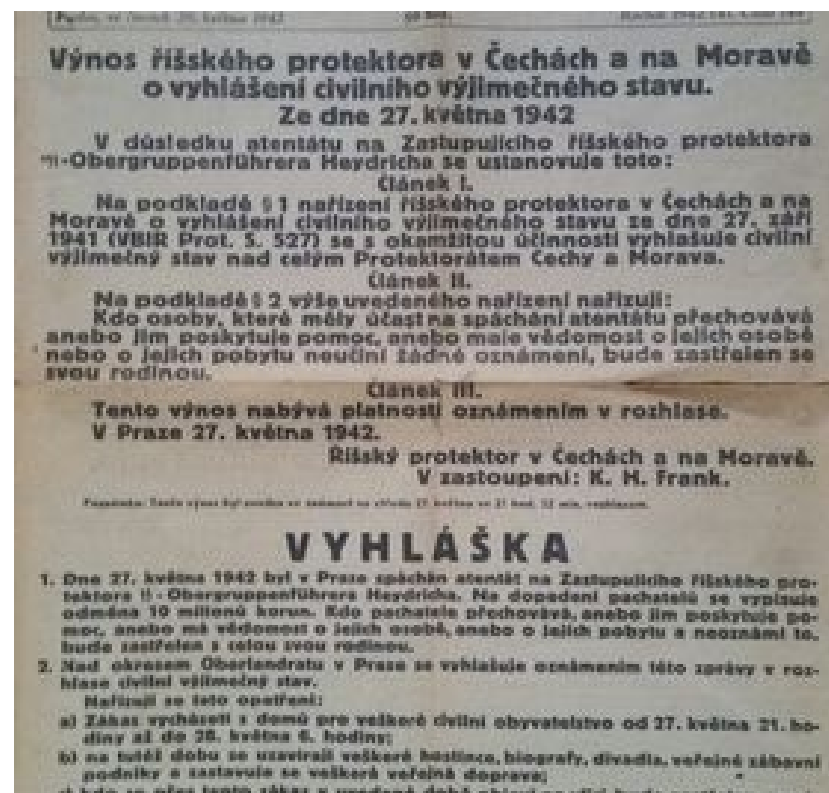 Výnos říšského protektora v Čechách a na Moravě
o vyhlášení civilního výjimečného stavu.
Ze dne 27. května 1942
V důsledku atentátu na Zastupujícího říšského protektora
-Obergruppenführera Heydricha se ustanovuje toto:
Článek I.
Na podkladě § 1 nařízení říšského protektora v Čechách a na
Moravě o vyhlášení civilního výjimečného stavu ze dne 27. září
1941 (VBlR Prot. S. 527) se s okamžitou účinností vyhlašuje civilní
výjimečný stav nad celým Protektorátem Čechy a Morava.
Článek II.
Na podkladě § 2 výše uvedeného nařízení nařizuji:
Kdo osoby, které měly účast na spáchání atentátu přechovává
anebo jim poskytuje pomoc, anebo maje vědomost o jejich osobě
nebo o jejich pobytu neučiní žádné oznámení, bude zastřelen se
svou rodinou.
Článek III.
Tento výnos nabývá platnosti oznámením v rozhlase.
V Praze 27. května 1942.
Říšský protektor v Čechách a na Moravě.
V zastoupení: K. H. Frank.
VYHLÁŠKA
1. Dne 27. května 1942 byl v Praze spáchán atentát na Zastupujícího říšského pro-
tektora -Obergruppenführera Heydricha. Na dopadení pachatelů se vypisuje
odměna 10 milionů korun. Kdo pachatele přechovává, anebo jim poskytuje po-
moc, anebo má vědomost o jejich osobě, anebo o jejich pobytu a neoznámí to,
bude zastřelen s celou svou rodinou.
2. Nad okresem Oberlandratu v Praze se vyhlašuje oznámením této zprávy v roz-
hlase civilní výjimečný stav.
Nařizují se tato opatření:
a) Zákaz vycházeti z domů pro veškeré civilní obyvatelstvo od 27. května 21. ho-
diny až do 28. května 6. hodiny;
b) na tutéž dobu se uzavírají veškeré hostince, biografy, divadla, veřejné zábavní
podniky a zastavuje se veškerá veřejná doprava;